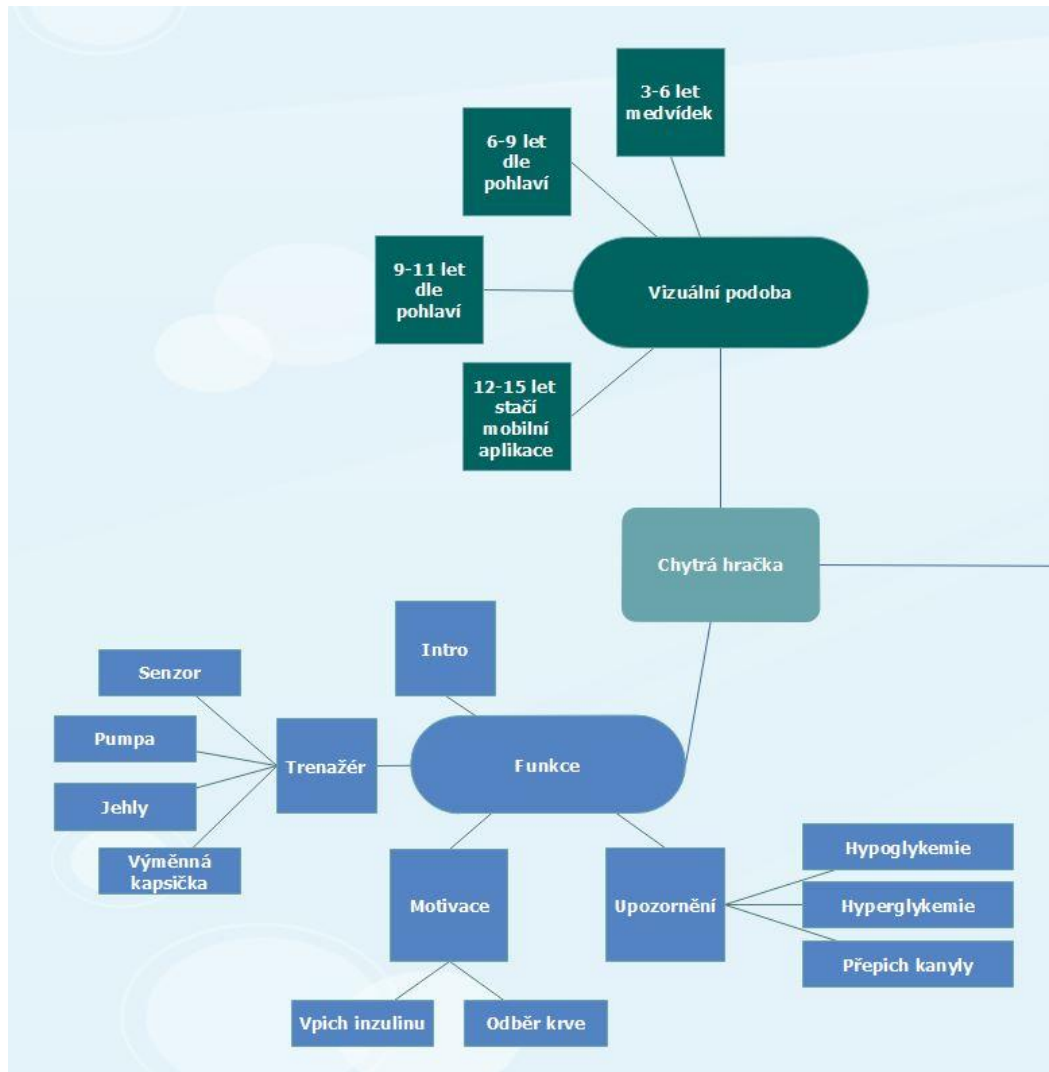 3-6 let
medvídek
6-9 let
dle
pohlaví
9-11 let
dle
pohlaví
Vizuální podoba
12-15 let
stačí
mobilní
aplikace
Chytrá hračka
Intro
Senzor
Pumpa
Trenažér
Funkce
Jehly
Výměnná
kapsička
Hypoglykemie
Motivace
Upozornění
Hyperglykemie
Přepich kanyly
Vpich inzulinu
Odběr krve